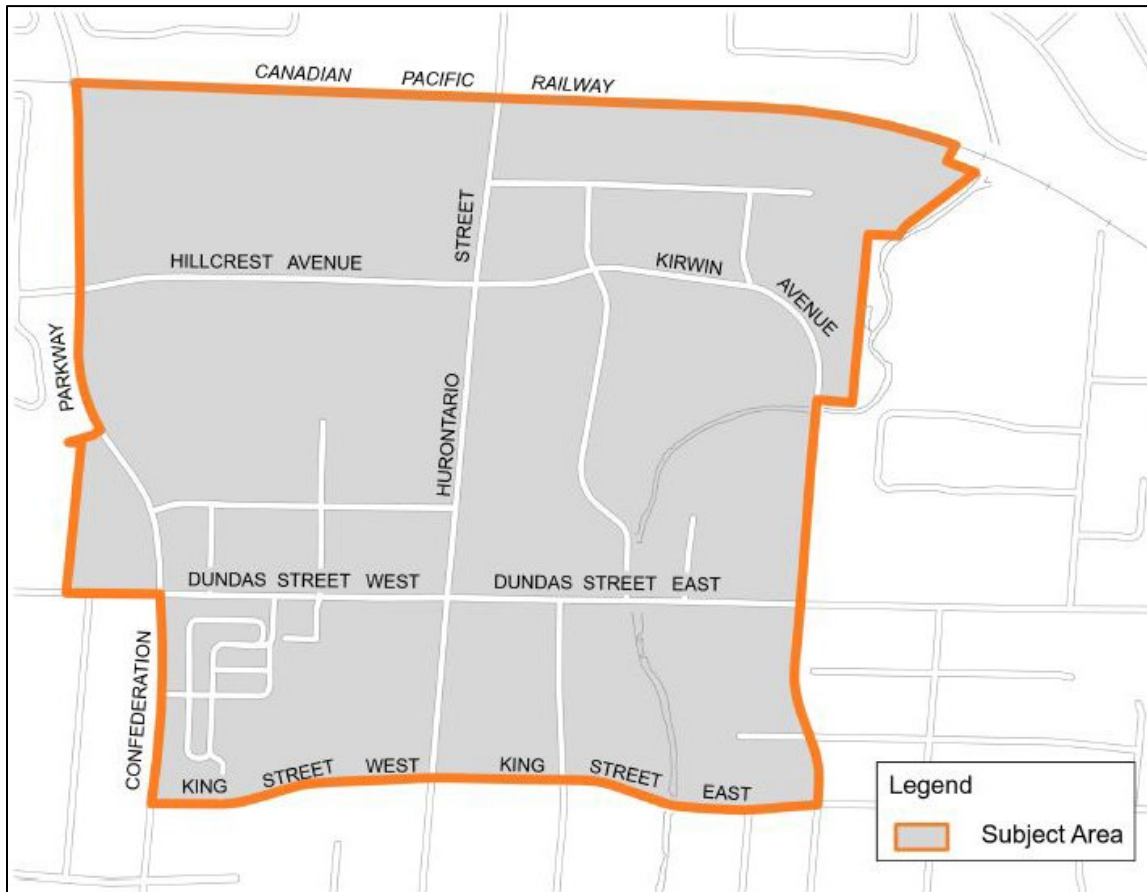 CANADIAN PACIFIC RAILWAY
STREET
HILLCREST AVENUE
KIRWIN
AVENUE
PARKWAY
HURONTARIO
DUNDAS STREET WEST
DUNDAS STREET EAST
CONFEDERATION
KING STREET WEST
KING STREET EAST
Legend
Subject Area